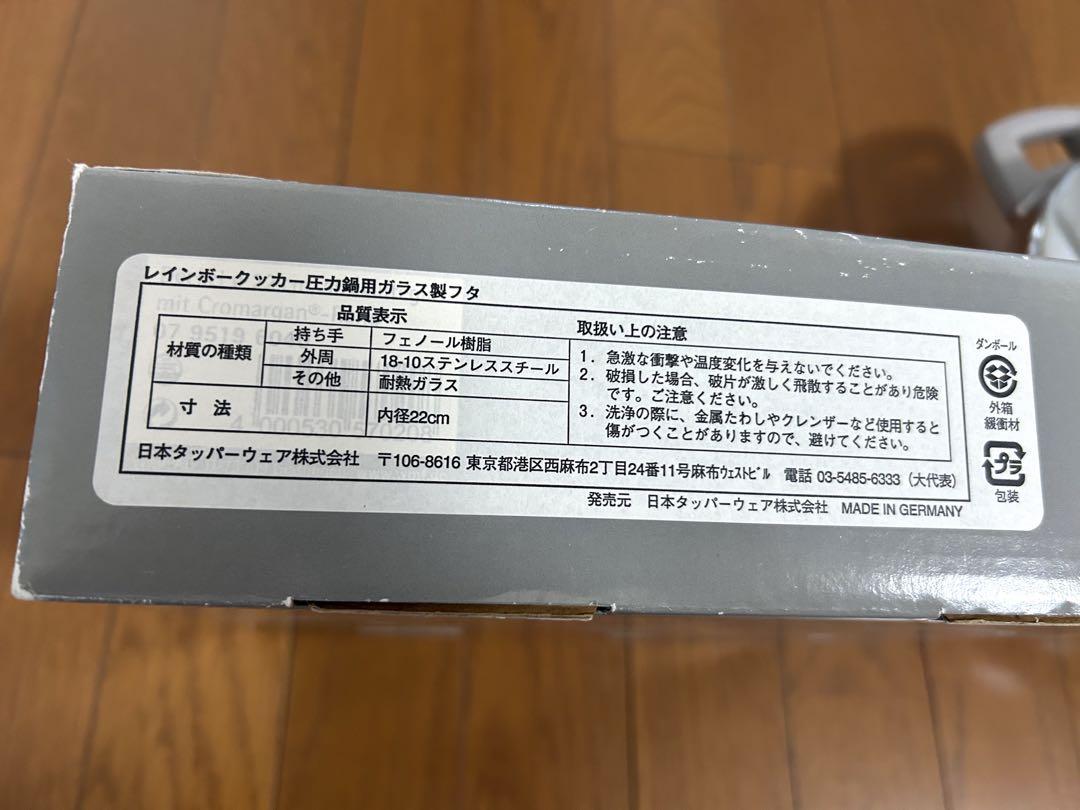 レインボークッカー圧力鍋用ガラス製フタ
mit Cromargan®
品質表示
材質の種類
持ち手 フェノール樹脂
外周 18-10ステンレススチール
その他 耐熱ガラス
寸 法 内径22cm
4 000530 570208
取扱い上の注意
1. 急激な衝撃や温度変化を与えないでください。
2. 破損した場合、破片が激しく飛散することがあり危険
です。ご注意ください。
3. 洗浄の際に、金属たわしやクレンザーなど使用すると
傷がつくことがありますので、避けてください。
日本タッパーウェア株式会社 〒106-8616 東京都港区西麻布2丁目24番11号麻布ウェストビル 電話 03-5485-6333(大代表)
発売元 日本タッパーウェア株式会社 MADE IN GERMANY
ダンボール
外箱
緩衝材
プラ
包装